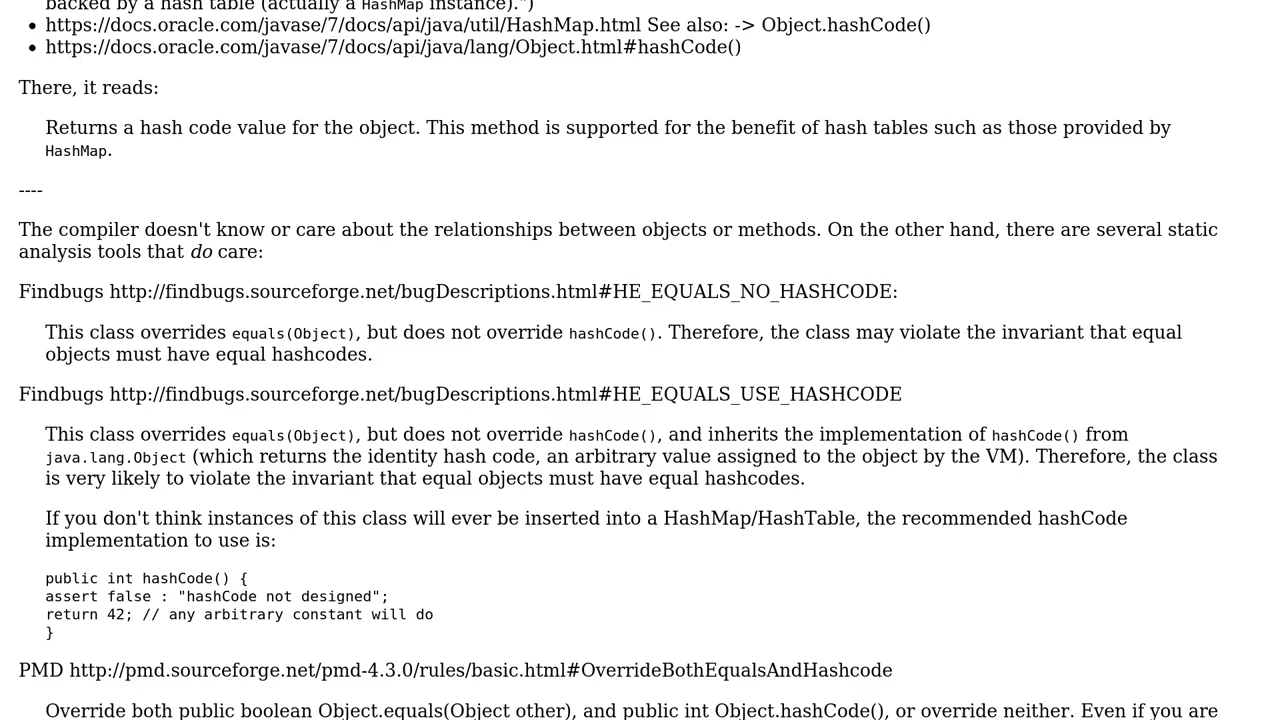 backed by a hash table (actually a HashMap instance).")
• https://docs.oracle.com/javase/7/docs/api/java/util/HashMap.html See also: -> Object.hashCode()
• https://docs.oracle.com/javase/7/docs/api/java/lang/Object.html#hashCode()
There, it reads:
Returns a hash code value for the object. This method is supported for the benefit of hash tables such as those provided by
HashMap.
----
The compiler doesn't know or care about the relationships between objects or methods. On the other hand, there are several static
analysis tools that do care:
Findbugs http://findbugs.sourceforge.net/bugDescriptions.html#HE_EQUALS_NO_HASHCODE:
This class overrides equals(Object), but does not override hashCode(). Therefore, the class may violate the invariant that equal
objects must have equal hashcodes.
Findbugs http://findbugs.sourceforge.net/bugDescriptions.html#HE_EQUALS_USE_HASHCODE
This class overrides equals(Object), but does not override hashCode(), and inherits the implementation of hashCode() from
java.lang.Object (which returns the identity hash code, an arbitrary value assigned to the object by the VM). Therefore, the class
is very likely to violate the invariant that equal objects must have equal hashcodes.
If you don't think instances of this class will ever be inserted into a HashMap/HashTable, the recommended hashCode
implementation to use is:
public int hashCode() {
assert false : "hashCode not designed";
return 42; // any arbitrary constant will do
}
PMD http://pmd.sourceforge.net/pmd-4.3.0/rules/basic.html#OverrideBothEqualsAndHashcode
Override both public boolean Object.equals(Object other), and public int Object.hashCode(), or override neither. Even if you are